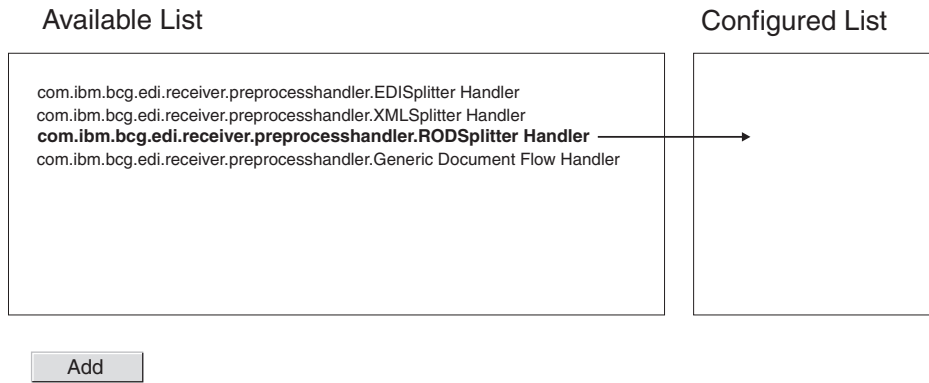 Available List
Configured List
com.ibm.bcg.edi.receiver.preprocesshandler.EDISplitter Handler
com.ibm.bcg.edi.receiver.preprocesshandler.XMLSplitter Handler
com.ibm.bcg.edi.receiver.preprocesshandler.RODSplitter Handler
com.ibm.bcg.edi.receiver.preprocesshandler.Generic Document Flow Handler
Add